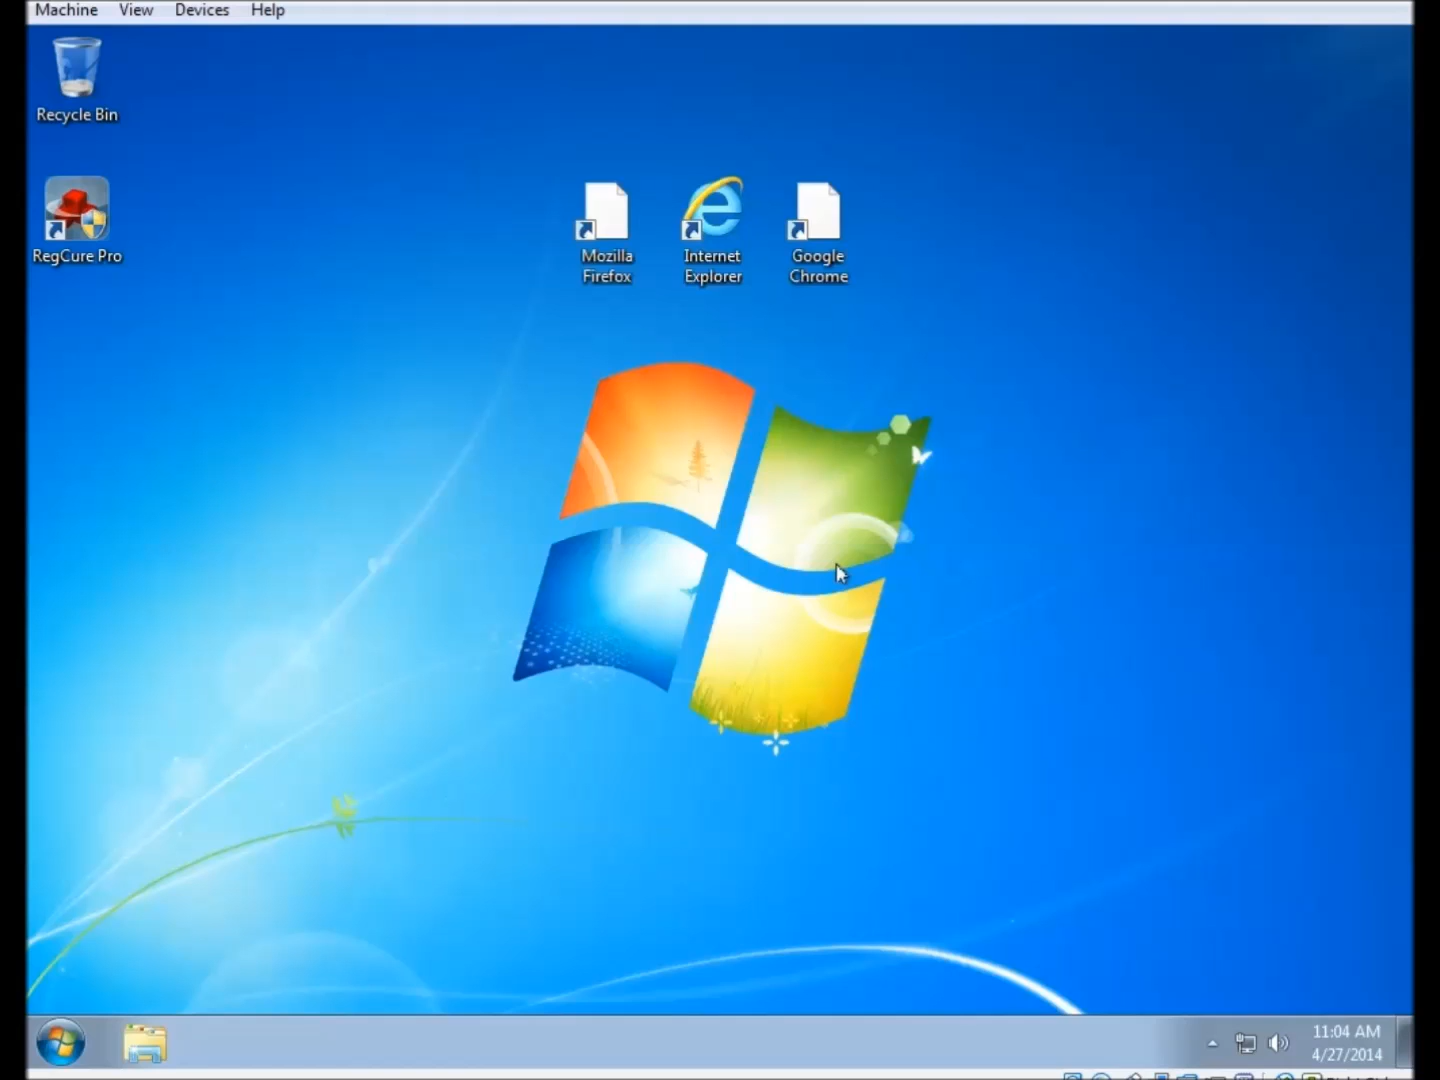 Machine View Devices Help
Recycle Bin
RegCure Pro
Mozilla
Firefox
Internet
Explorer
Google
Chrome
11:04 AM
4/27/2014